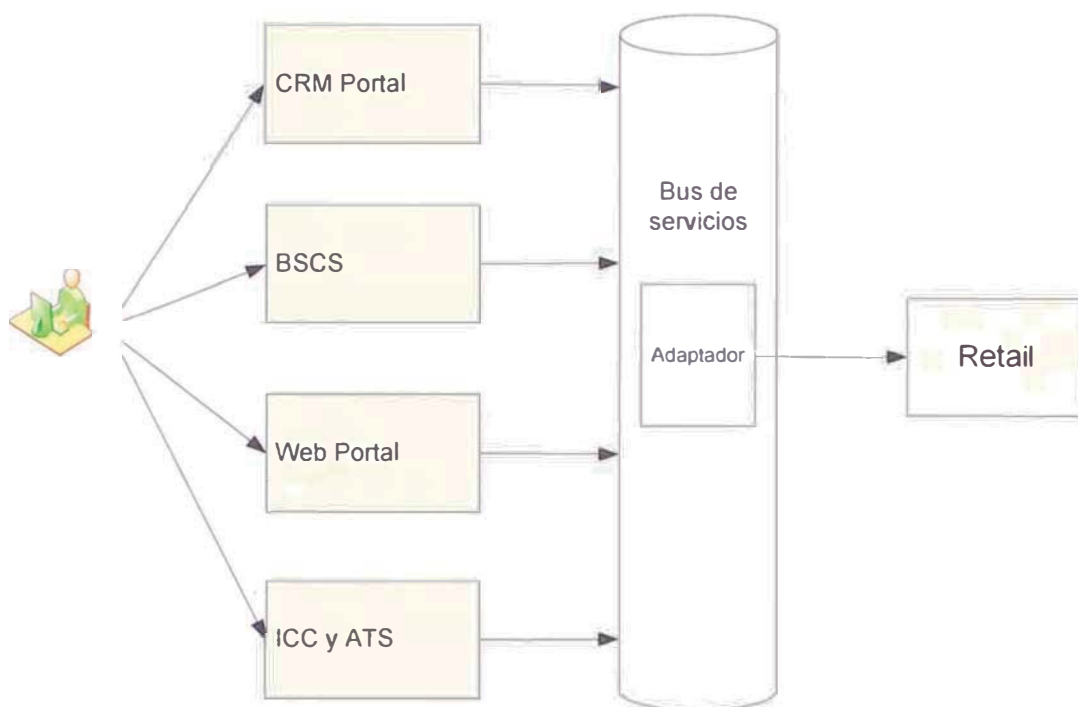 CRM Portal
BSCS
Web Portal
ICC y ATS
Bus de
servicios
Adaptador
Retail